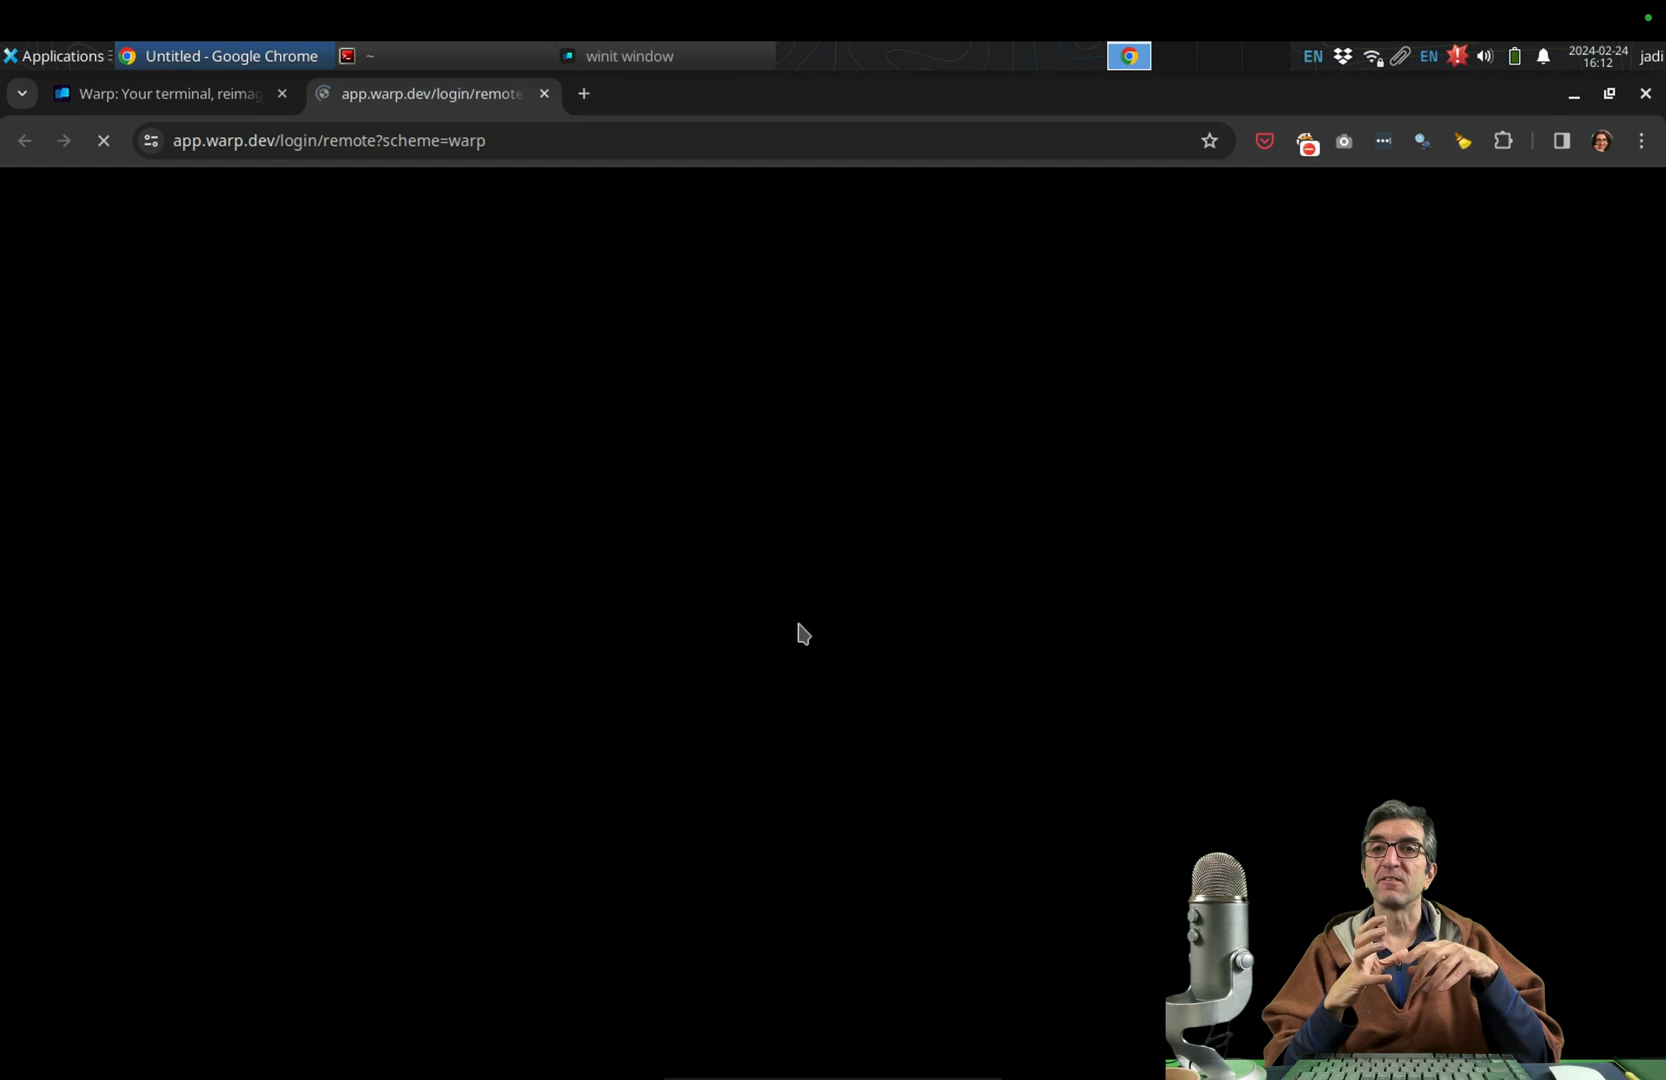 Applications
Untitled - Google Chrome
~
winit window
EN
EN
2024-02-24
16:12
jadi
Warp: Your terminal, reimag
app.warp.dev/login/remote
app.warp.dev/login/remote?scheme=warp